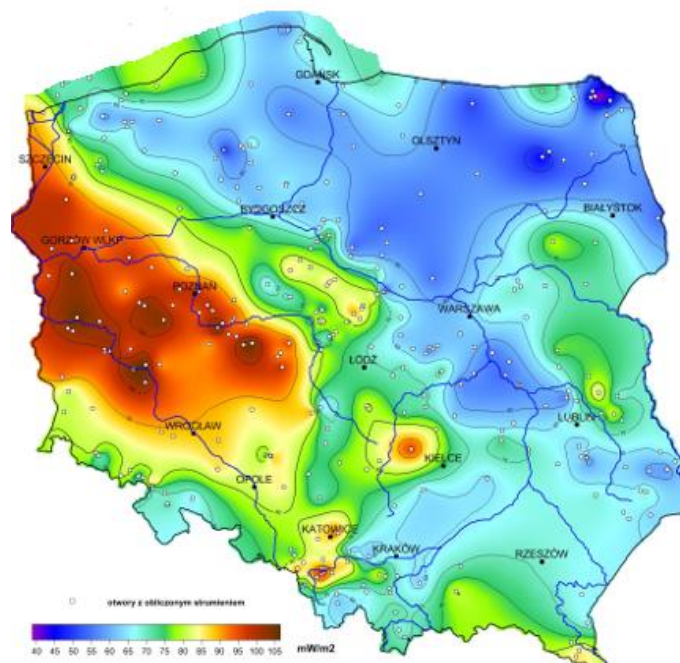 GDAŃSK
OLSZTYN
SZCZECIN
BYDGOSZCZ
BIAŁYSTOK
GORZÓW WLKP
POZNAŃ
WARSZAWA
ŁÓDŹ
LUBLIN
WROCŁAW
KIELCE
OPOLE
KATOWICE
KRAKÓW
RZESZÓW
otwory z obliczonym strumieniem
40 45 50 55 60 65 70 75 80 85 90 95 100 105 mW/m2